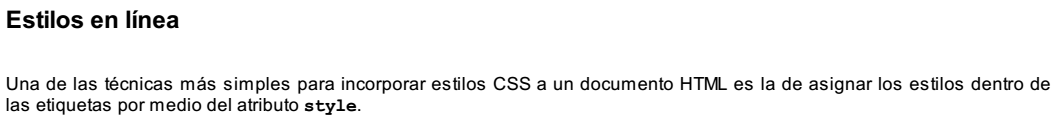 Estilos en línea
Una de las técnicas más simples para incorporar estilos CSS a un documento HTML es la de asignar los estilos dentro de
las etiquetas por medio del atributo style.